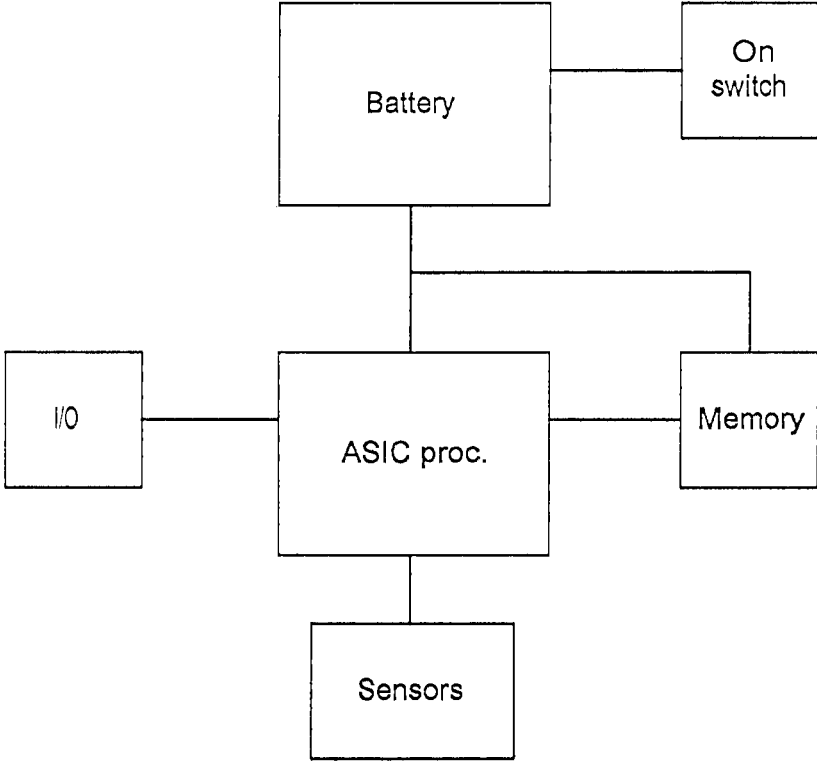 On
switch
Battery
I/0
ASIC proc.
Memory
Sensors